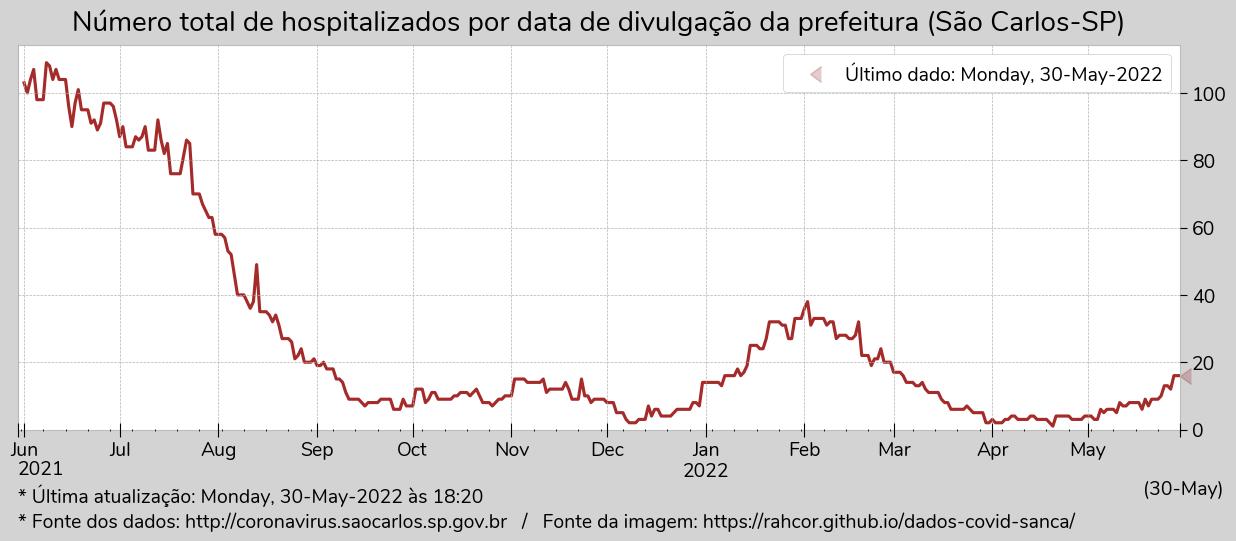 Número total de hospitalizados por data de divulgação da prefeitura (São Carlos-SP)
Último dado: Monday, 30-May-2022
100
80
60
40
20
0
Jun Jul Aug Sep Oct Nov Dec Jan Feb Mar Apr May
2021 2022
(30-May)
* Última atualização: Monday, 30-May-2022 às 18:20
* Fonte dos dados: http://coronavirus.saocarlos.sp.gov.br / Fonte da imagem: https://rahcor.github.io/dados-covid-sanca/